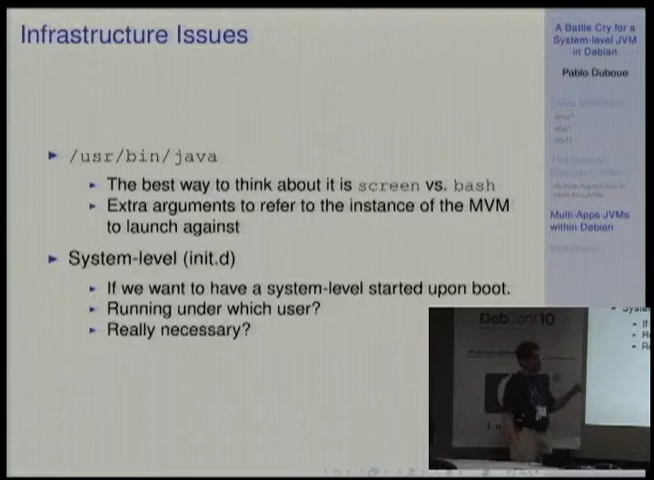 Infrastructure Issues
/usr/bin/java
The best way to think about it is screen vs. bash
Extra arguments to refer to the instance of the MVM
to launch against
System-level (init.d)
If we want to have a system-level started upon boot.
Running under which user?
Really necessary?
A Battle Cry for a
System-level JVM
in Debian
Pablo Duboue
Multi-Apps JVMs
within Debian
DebConf10